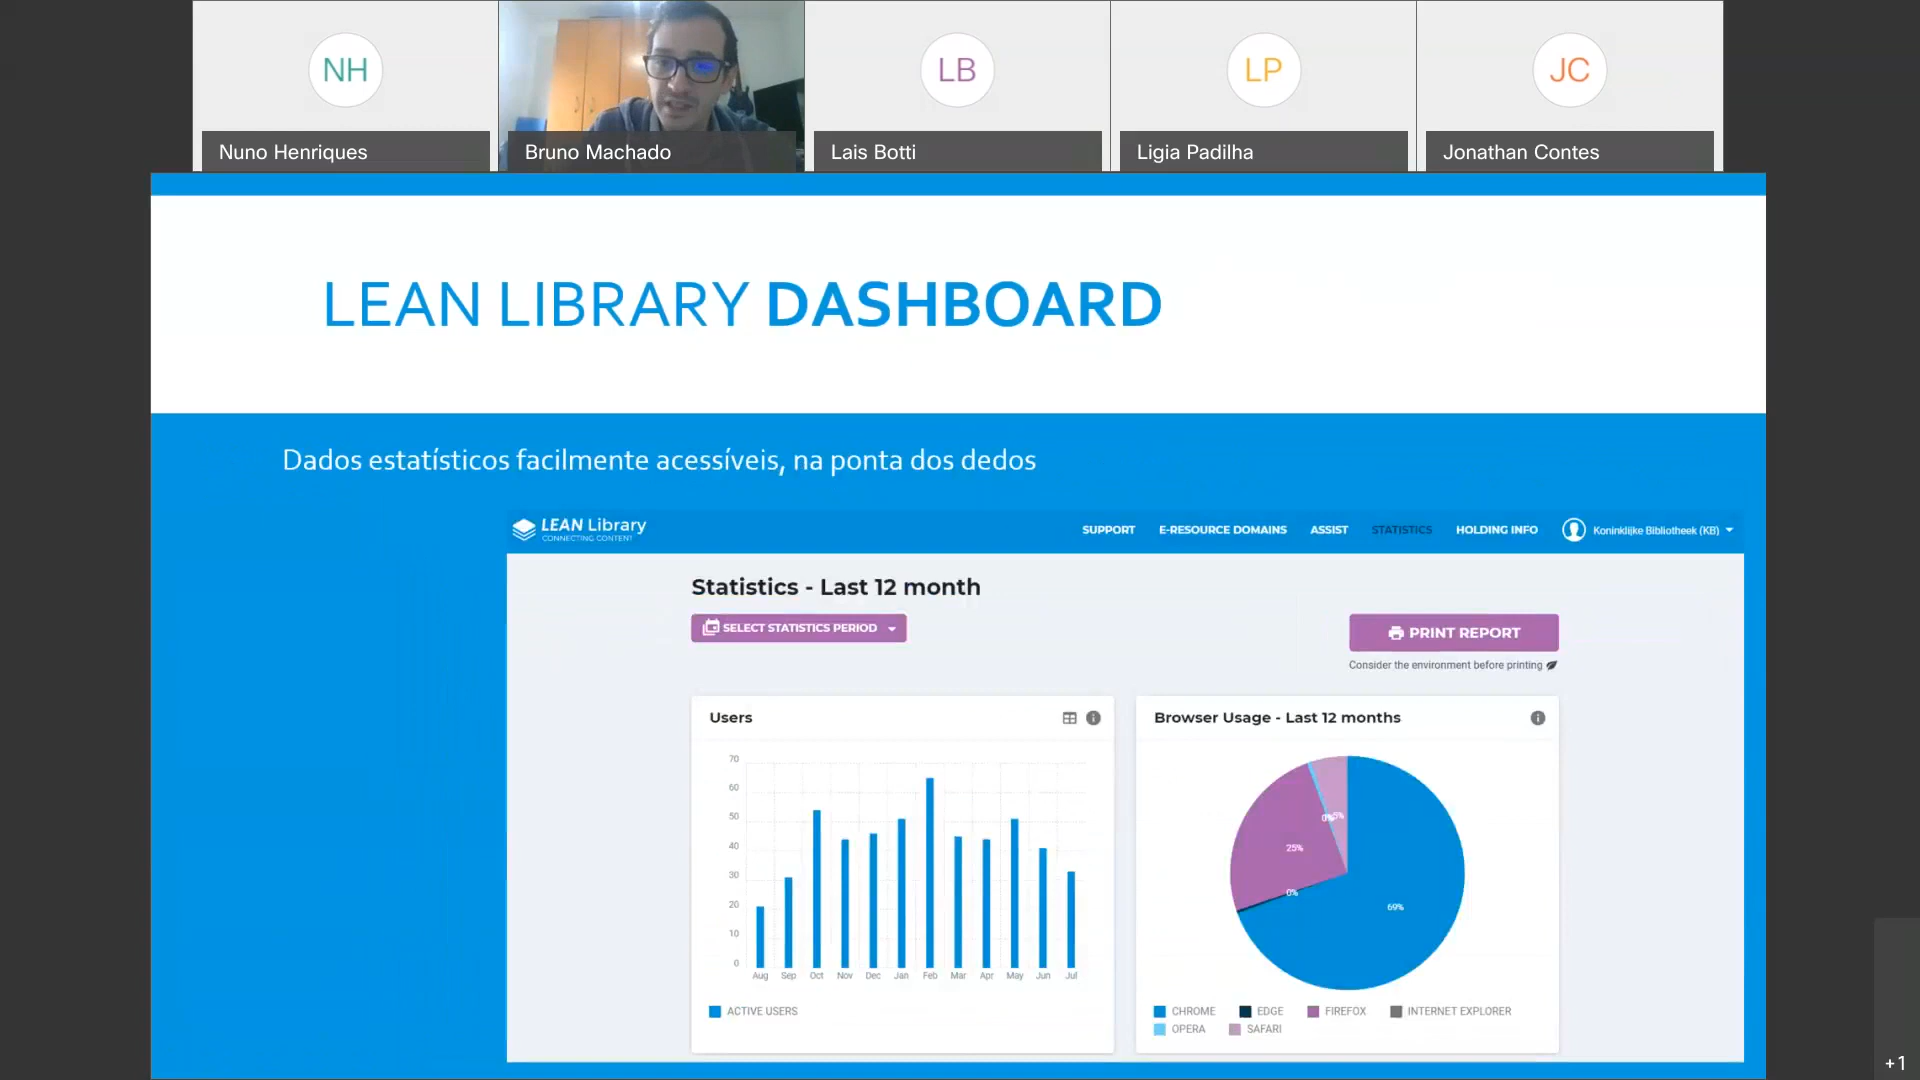 NH
LB
LP
JC
Nuno Henriques
Bruno Machado
Lais Botti
Ligia Padilha
Jonathan Contes
LEAN LIBRARY DASHBOARD
Dados estatísticos facilmente acessíveis, na ponta dos dedos
LEAN Library
CONNECTING CONTENT
SUPPORT
E-RESOURCE DOMAINS
ASSIST
STATISTICS
HOLDING INFO
Koninklijke Bibliotheek (KB)
Statistics - Last 12 month
SELECT STATISTICS PERIOD
PRINT REPORT
Consider the environment before printing
Users
70
60
50
40
30
20
10
0
Aug Sep Oct Nov Dec Jan Feb Mar Apr May Jun Jul
ACTIVE USERS
Browser Usage - Last 12 months
0% 5%
25%
0%
69%
CHROME EDGE FIREFOX INTERNET EXPLORER
OPERA SAFARI
+1